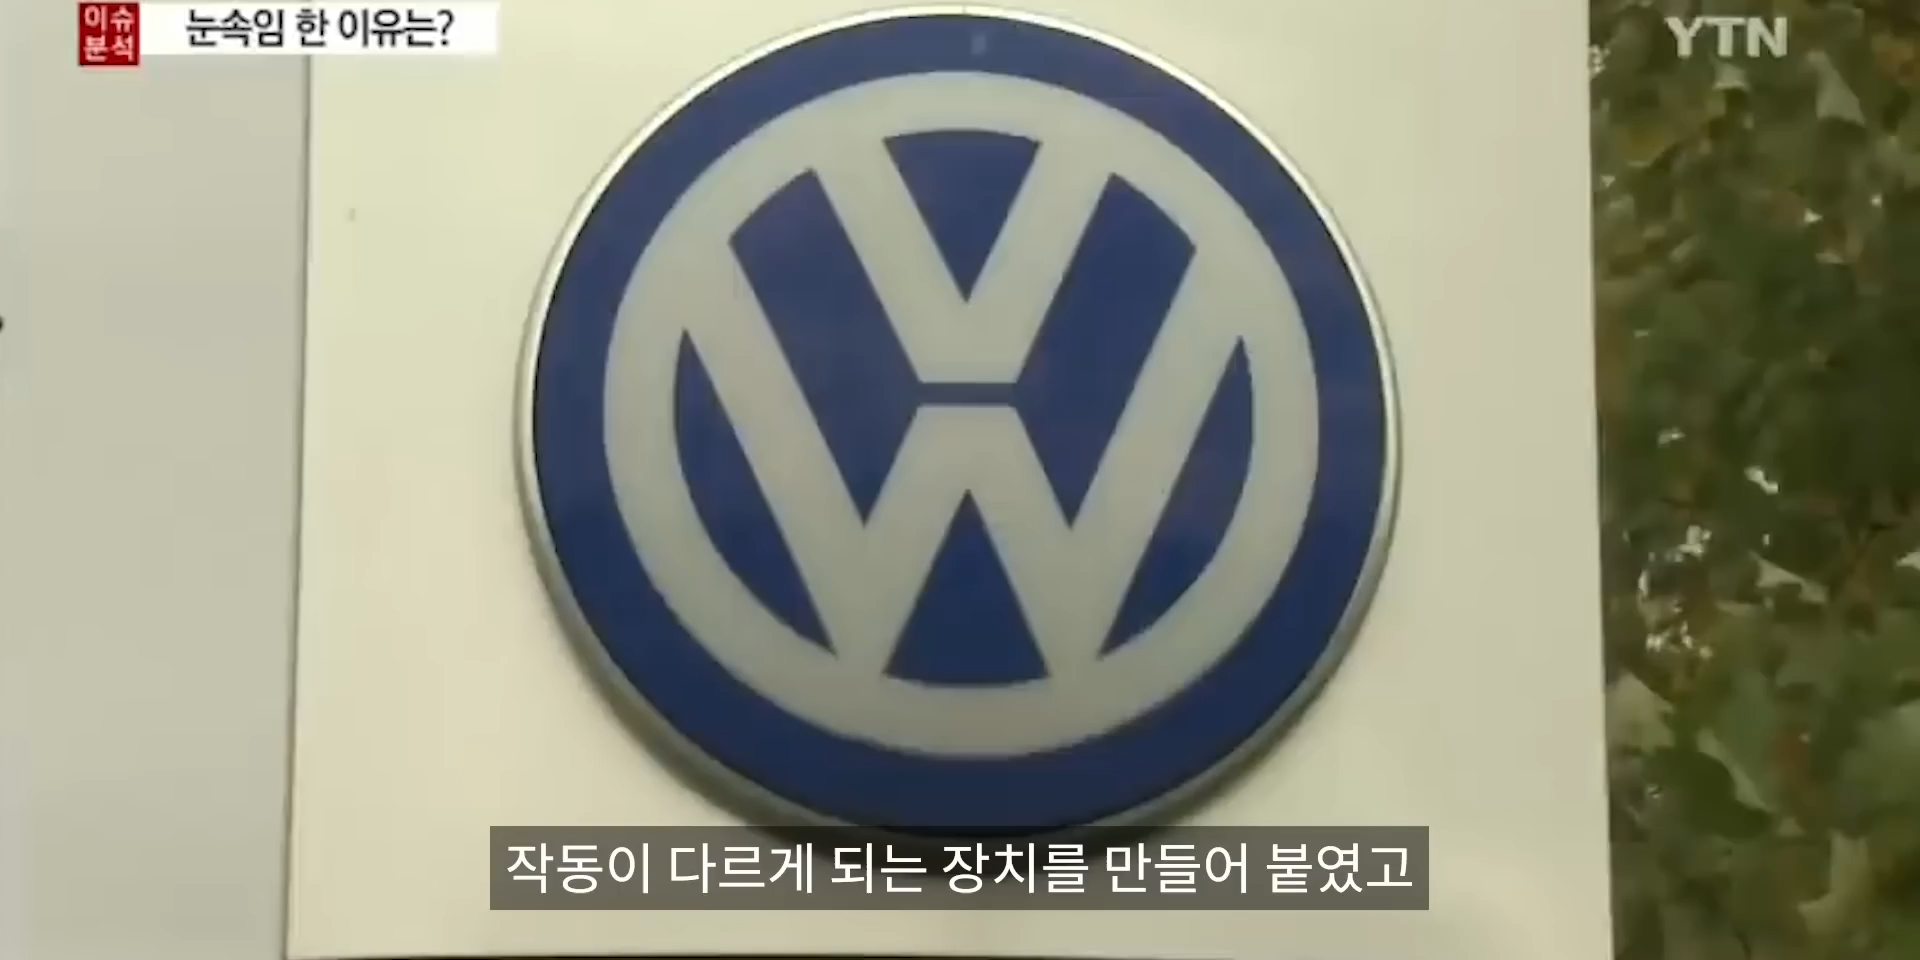 이슈
분석
눈속임 한 이유는?
YTN
VW
작동이 다르게 되는 장치를 만들어 붙였고